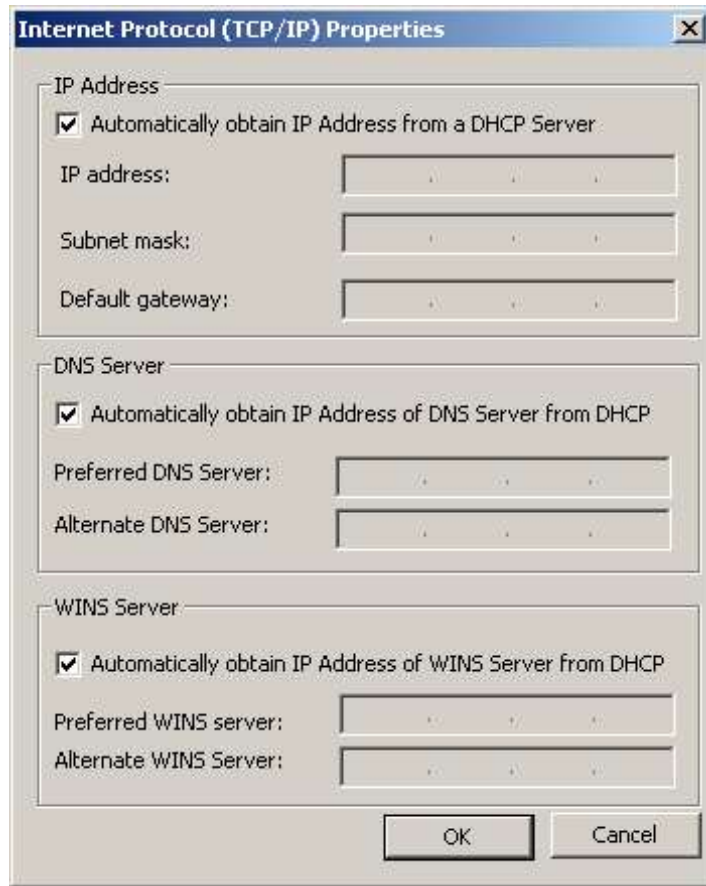 Internet Protocol (TCP/IP) Properties
IP Address
Automatically obtain IP Address from a DHCP Server
IP address:
Subnet mask:
Default gateway:
DNS Server
Automatically obtain IP Address of DNS Server from DHCP
Preferred DNS Server:
Alternate DNS Server:
WINS Server
Automatically obtain IP Address of WINS Server from DHCP
Preferred WINS server:
Alternate WINS Server:
OK Cancel